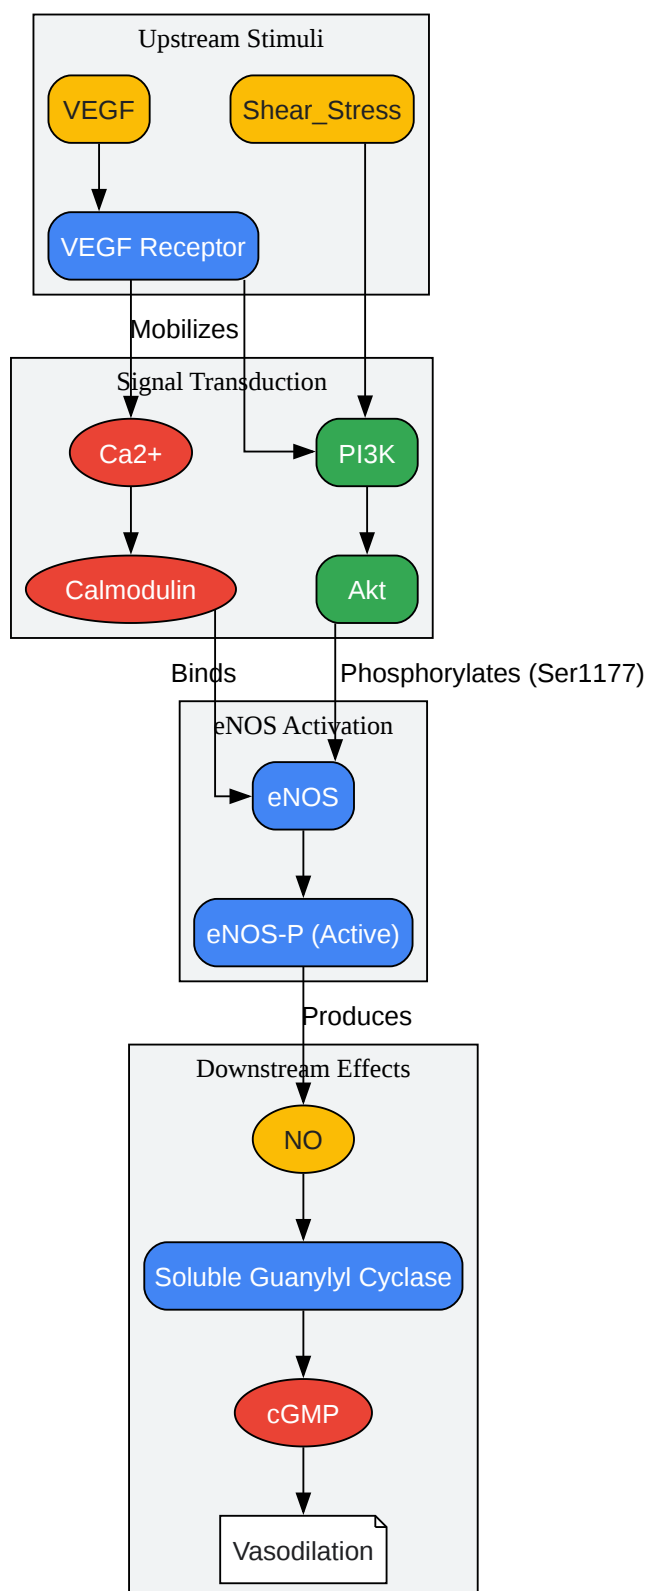 Upstream Stimuli
VEGF
Shear_Stress
VEGF Receptor
Mobilizes
Signal Transduction
Ca2+
PI3K
Calmodulin
Akt
Binds
Phosphorylates (Ser1177)
eNOS Activation
eNOS
eNOS-P (Active)
Produces
Downstream Effects
NO
Soluble Guanylyl Cyclase
cGMP
Vasodilation